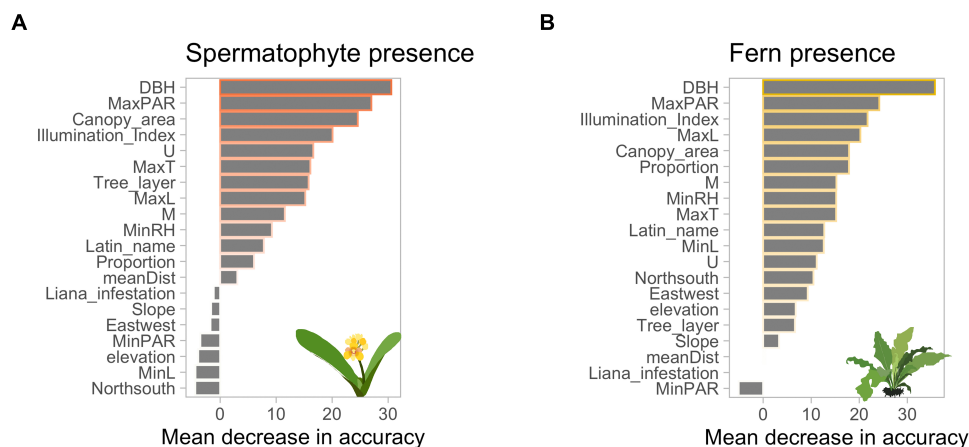 A
Spermatophyte presence
DBH
MaxPAR
Canopy_area
Illumination_Index
U
MaxT
Tree_layer
MaxL
M
MinRH
Latin_name
Proportion
meanDist
Liana_infestation
Slope
Eastwest
MinPAR
elevation
MinL
Northsouth
0 10 20 30
Mean decrease in accuracy
B
Fern presence
DBH
MaxPAR
Illumination_Index
MaxL
Canopy_area
Proportion
M
MinRH
MaxT
Latin_name
MinL
U
Northsouth
Eastwest
elevation
Tree_layer
Slope
meanDist
Liana_infestation
MinPAR
0 10 20 30
Mean decrease in accuracy